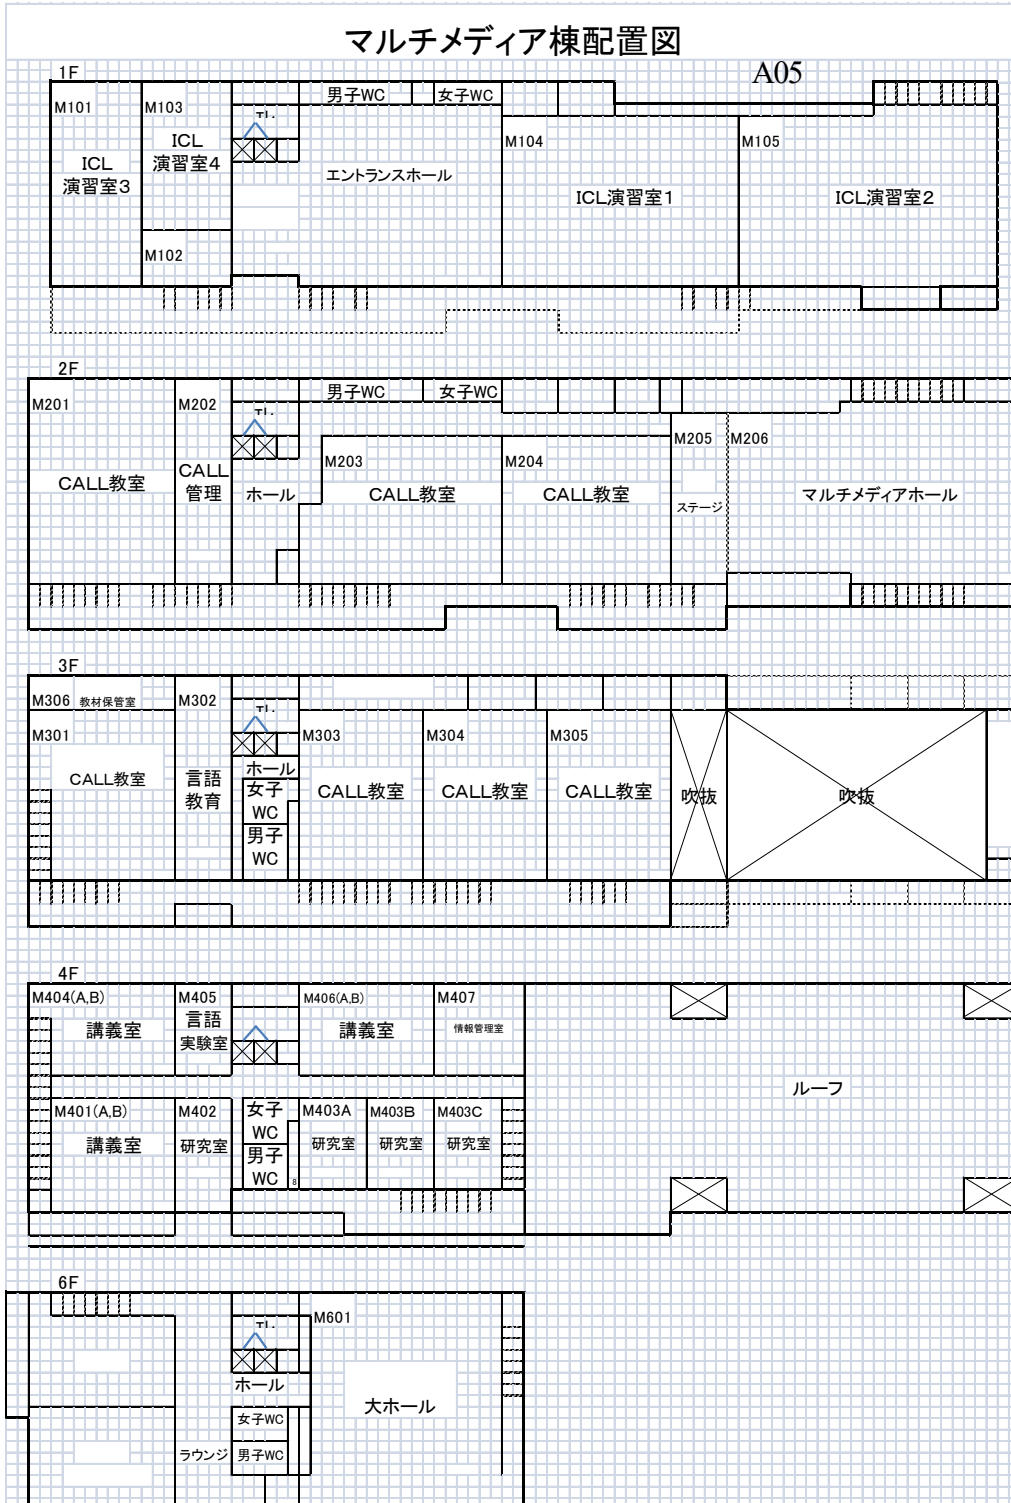 マルチメディア棟配置図
A05
1F
M101
ICL
演習室3
M103
ICL
演習室4
M102
男子WC
女子WC
エントランスホール
M104
ICL演習室1
M105
ICL演習室2
2F
M201
CALL教室
M202
CALL
管理
男子WC
女子WC
ホール
M203
CALL教室
M204
CALL教室
M205
ステージ
M206
マルチメディアホール
3F
M306 教材保管室
M301
CALL教室
M302
言語
教育
ホール
女子
WC
男子
WC
M303
CALL教室
M304
CALL教室
M305
CALL教室
吹抜
吹抜
4F
M404(A,B)
講義室
M405
言語
実験室
M406(A,B)
講義室
M407
情報管理室
ルーフ
M401(A,B)
講義室
M402
研究室
女子
WC
男子
WC
M403A
研究室
M403B
研究室
M403C
研究室
6F
M601
ホール
大ホール
女子WC
ラウンジ
男子WC